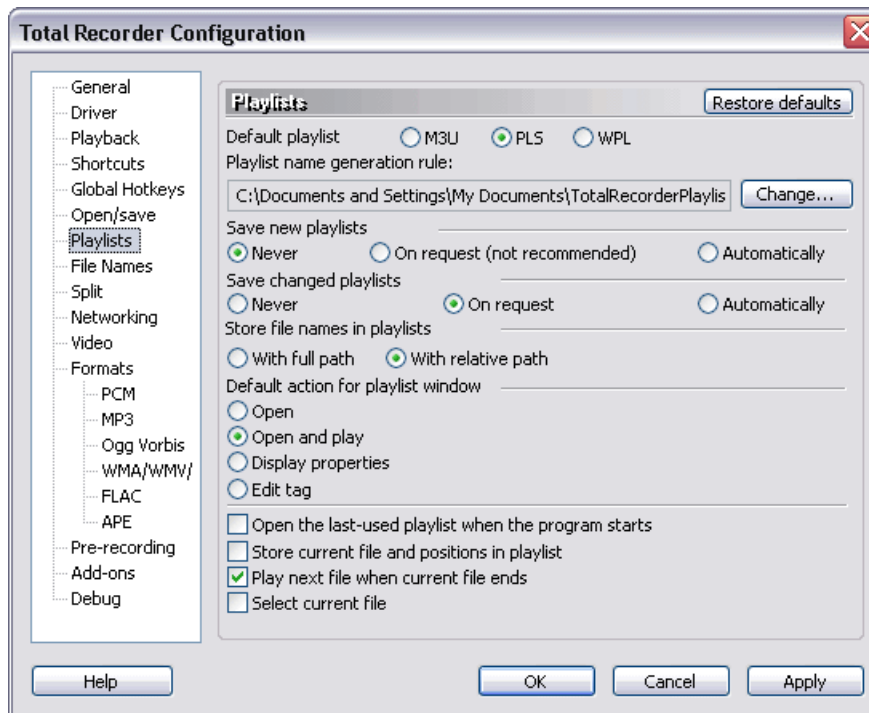 Total Recorder Configuration
General
Driver
Playback
Shortcuts
Global Hotkeys
Open/save
Playlists
File Names
Split
Networking
Video
Formats
PCM
MP3
Ogg Vorbis
WMA/WMV/
FLAC
APE
Pre-recording
Add-ons
Debug
Playlists
Restore defaults
Default playlist M3U PLS WPL
Playlist name generation rule:
C:\Documents and Settings\My Documents\TotalRecorderPlaylis Change...
Save new playlists
Never On request (not recommended) Automatically
Save changed playlists
Never On request Automatically
Store file names in playlists
With full path With relative path
Default action for playlist window
Open
Open and play
Display properties
Edit tag
Open the last-used playlist when the program starts
Store current file and positions in playlist
Play next file when current file ends
Select current file
Help OK Cancel Apply